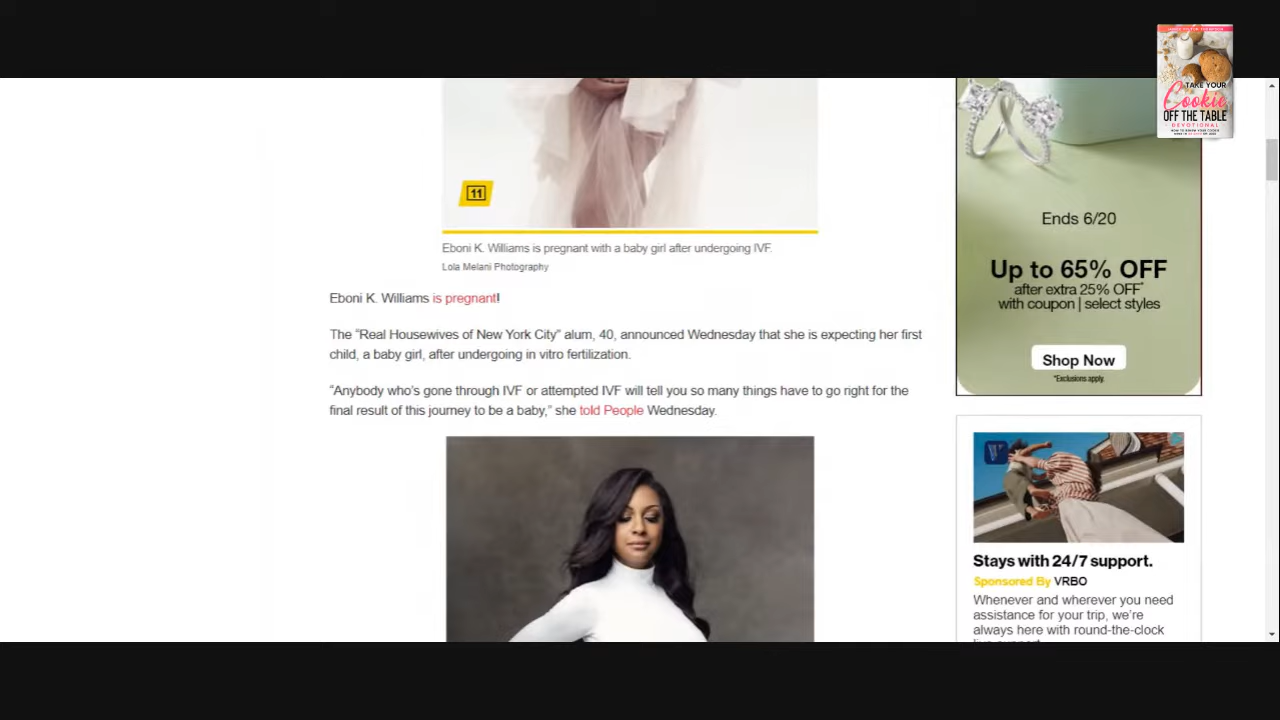 TAKE YOUR
Cookie
OFF THE TABLE
DEVOTIONAL
11
Eboni K. Williams is pregnant with a baby girl after undergoing IVF.
Lola Melani Photography
Eboni K. Williams is pregnant!
The “Real Housewives of New York City” alum, 40, announced Wednesday that she is expecting her first
child, a baby girl, after undergoing in vitro fertilization.
“Anybody who’s gone through IVF or attempted IVF will tell you so many things have to go right for the
final result of this journey to be a baby,” she told People Wednesday.
Ends 6/20
Up to 65% OFF
after extra 25% OFF*
with coupon | select styles
Shop Now
*Exclusions apply.
Stays with 24/7 support.
Sponsored By VRBO
Whenever and wherever you need
assistance for your trip, we’re
always here with round-the-clock